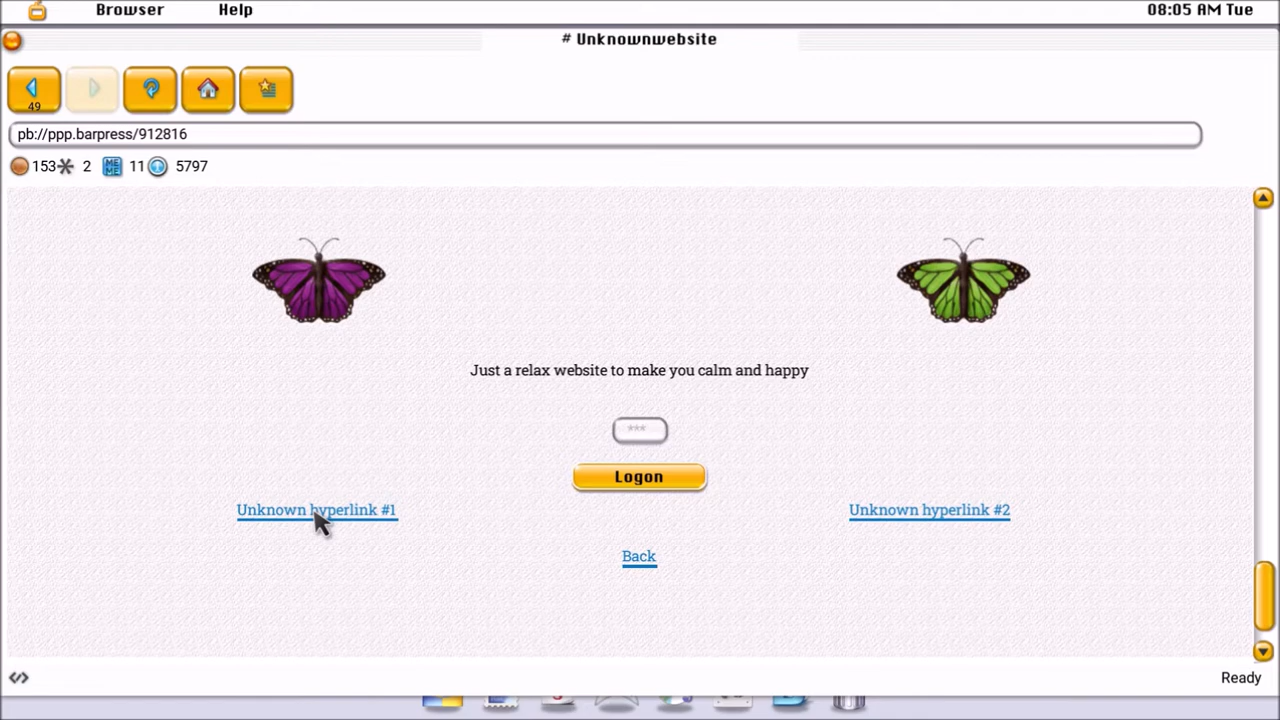 Browser Help 08:05 AM Tue
# Unknownwebsite
49
pb://ppp.barpress/912816
153 2 MEME 11 5797
Just a relax website to make you calm and happy
***
Logon
Unknown hyperlink #1 Unknown hyperlink #2
Back
Ready